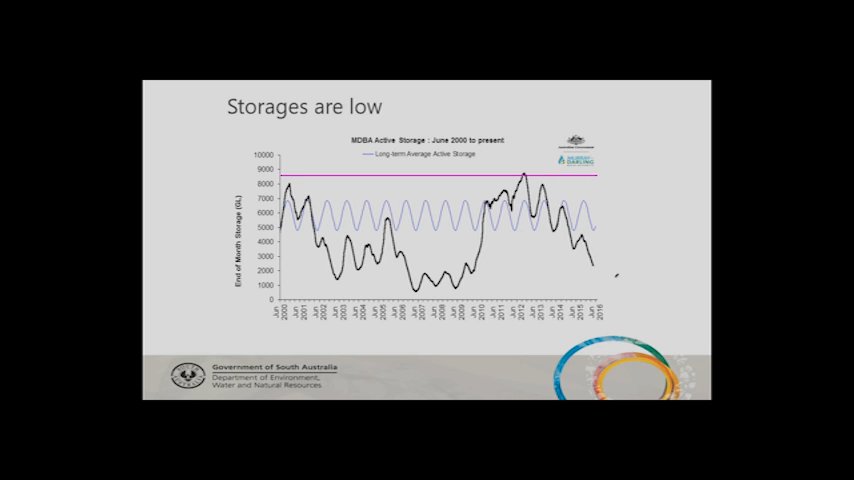 Storages are low
MDBA Active Storage : June 2000 to present
Long-term Average Active Storage
Australian Government
MURRAY
DARLING
10000
9000
8000
7000
6000
5000
4000
3000
2000
1000
0
End of Month Storage (GL)
Jun 2000
Jun 2001
Jun 2002
Jun 2003
Jun 2004
Jun 2005
Jun 2006
Jun 2007
Jun 2008
Jun 2009
Jun 2010
Jun 2011
Jun 2012
Jun 2013
Jun 2014
Jun 2015
Jun 2016
Government of South Australia
Department of Environment,
Water and Natural Resources